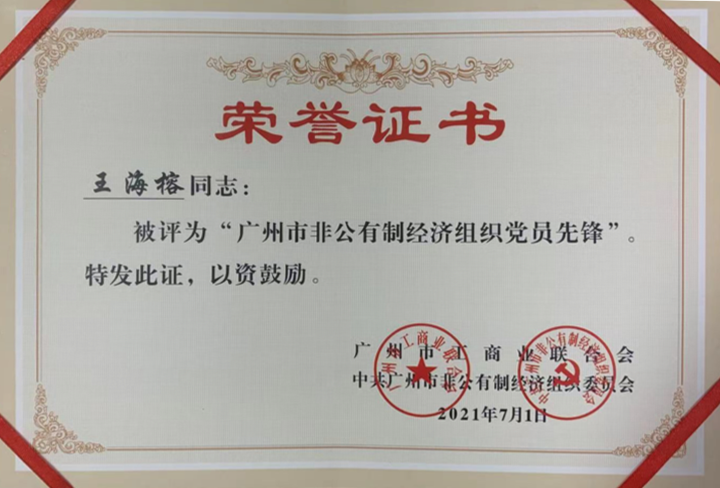 荣誉证书
王海榕同志：
被评为“广州市非公有制经济组织党员先锋”。
特发此证，以资鼓励。
广州市工商业联合会
中共广州市非公有制经济组织委员会
2021年7月1日